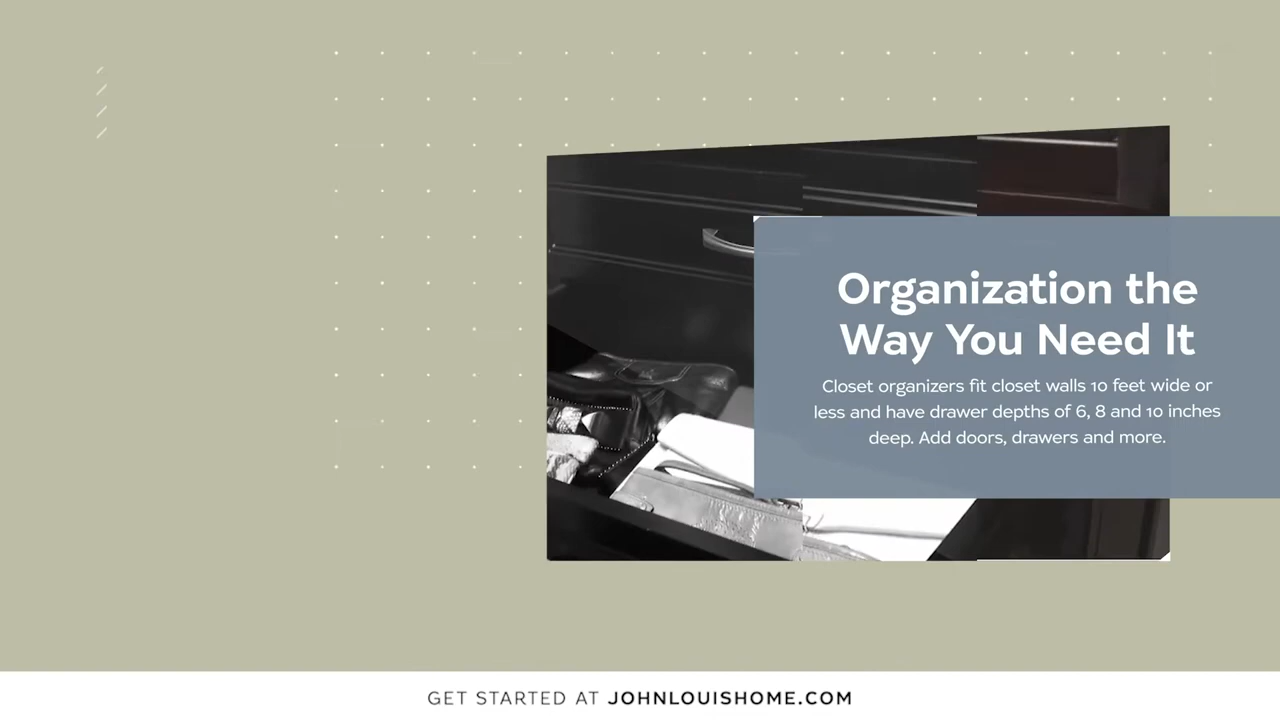 Organization the
Way You Need It
Closet organizers fit closet walls 10 feet wide or
less and have drawer depths of 6, 8 and 10 inches
deep. Add doors, drawers and more.
GET STARTED AT JOHNLOUISHOME.COM